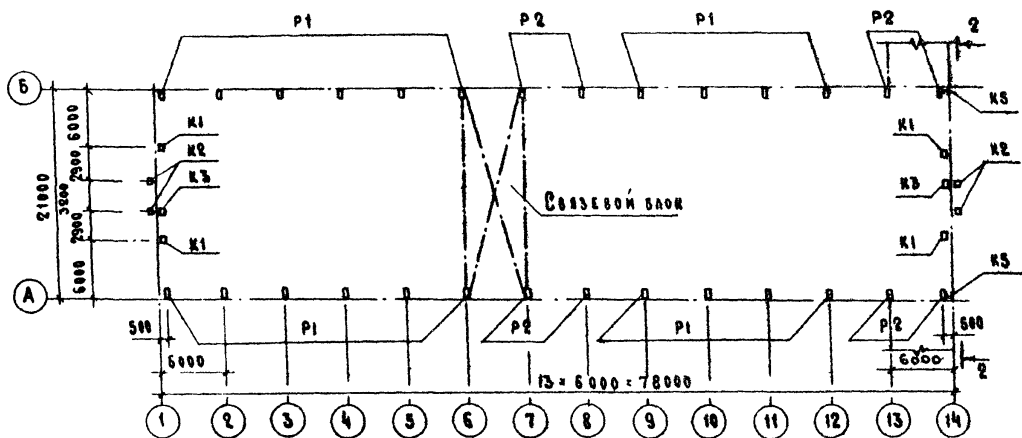 Р1 Р2 Р1 Р2 2
Б К5
6000 К1 К1
2900 К2 К2
21000 3200 К3 К3
Связевой блок
2900 К1 К1
6000
А К5
500 Р1 Р2 Р1 Р2 600
6000 6000
13 × 6000 = 78000 2
1 2 3 4 5 6 7 8 9 10 11 12 13 14